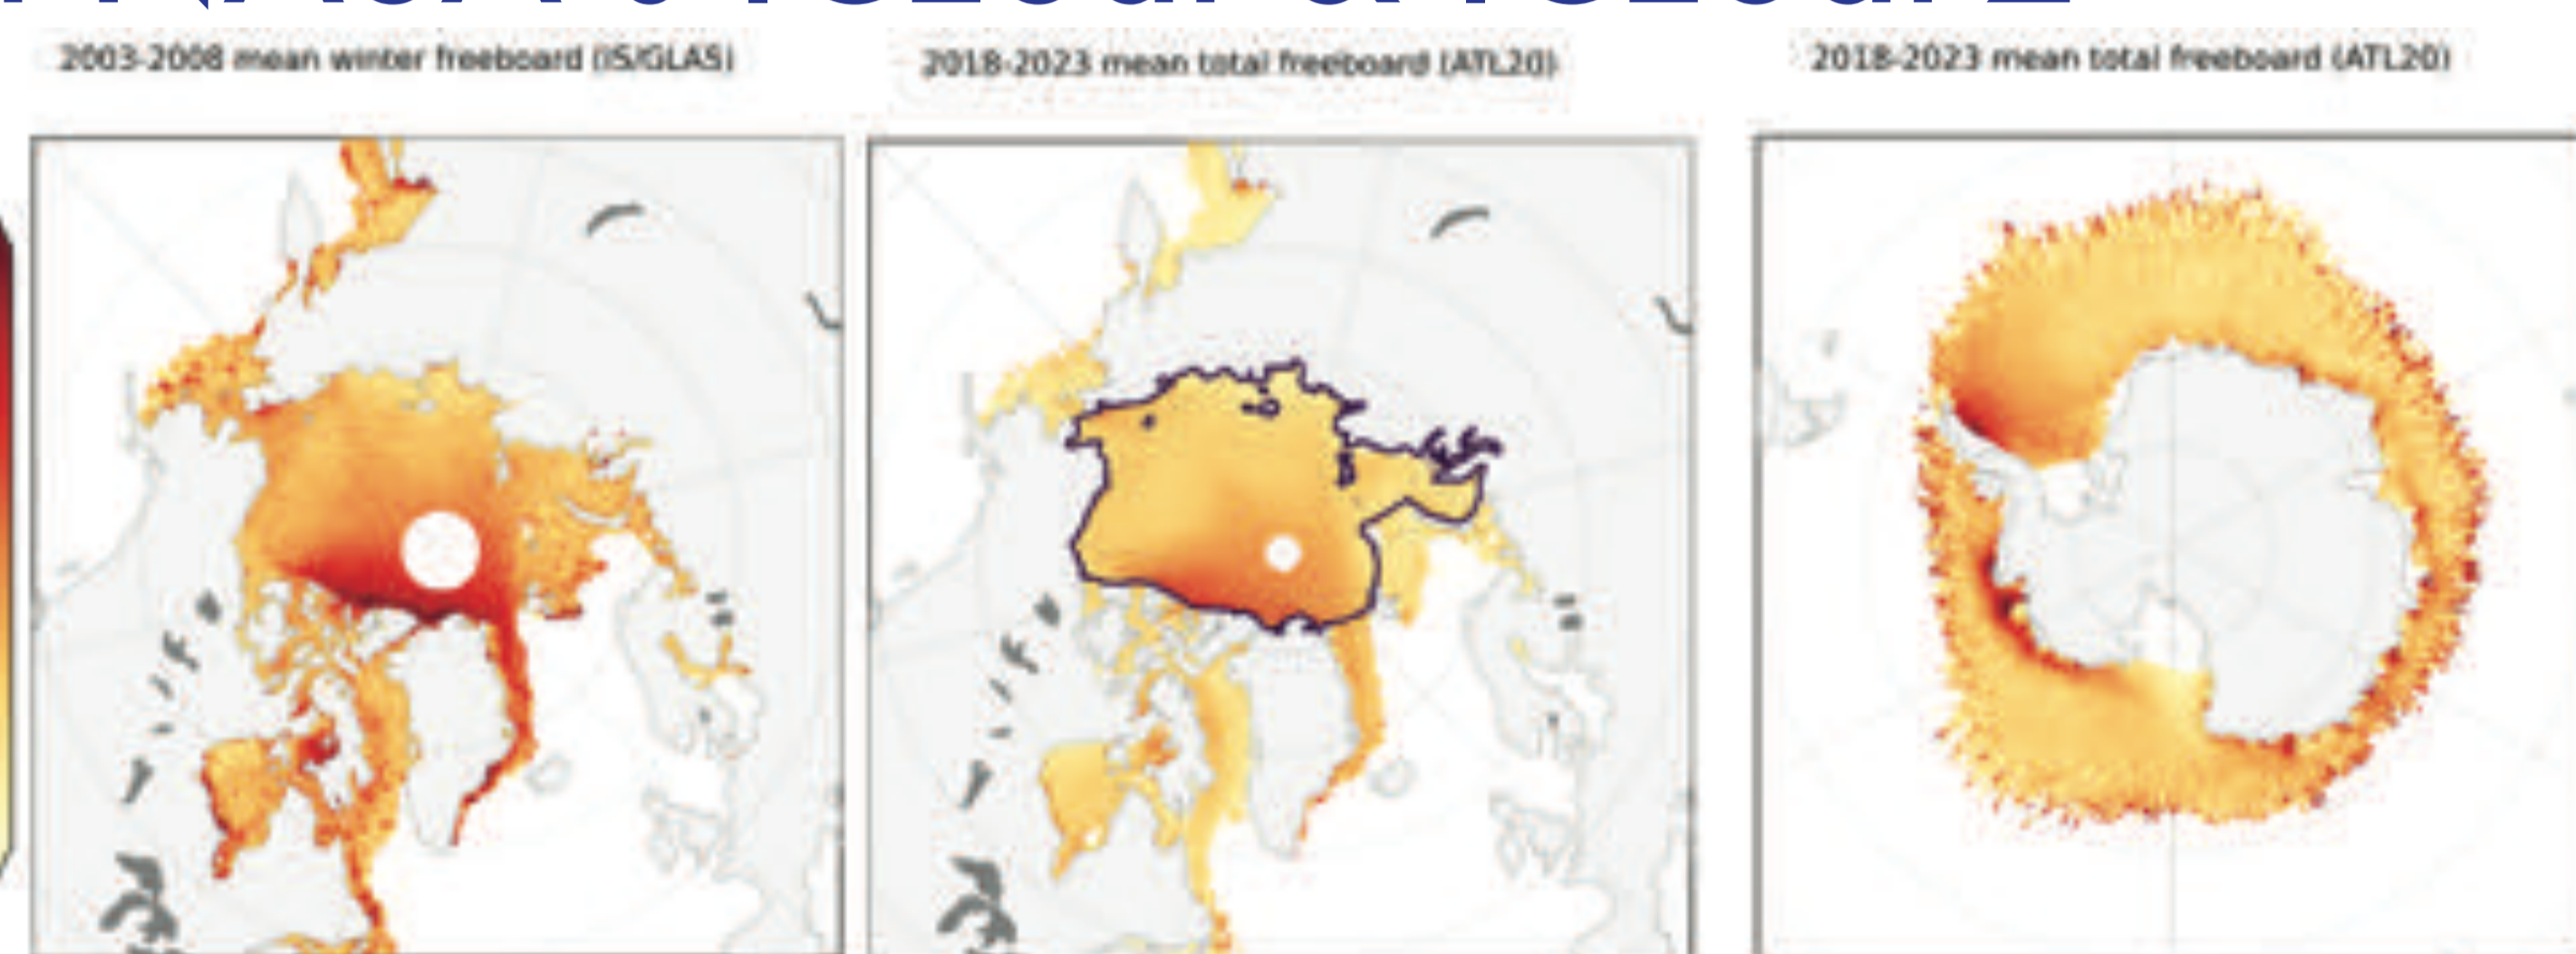 2003-2008 mean winter freeboard (IS/GLAS)
2018-2023 mean total freeboard (ATL20)
2018-2023 mean total freeboard (ATL20)